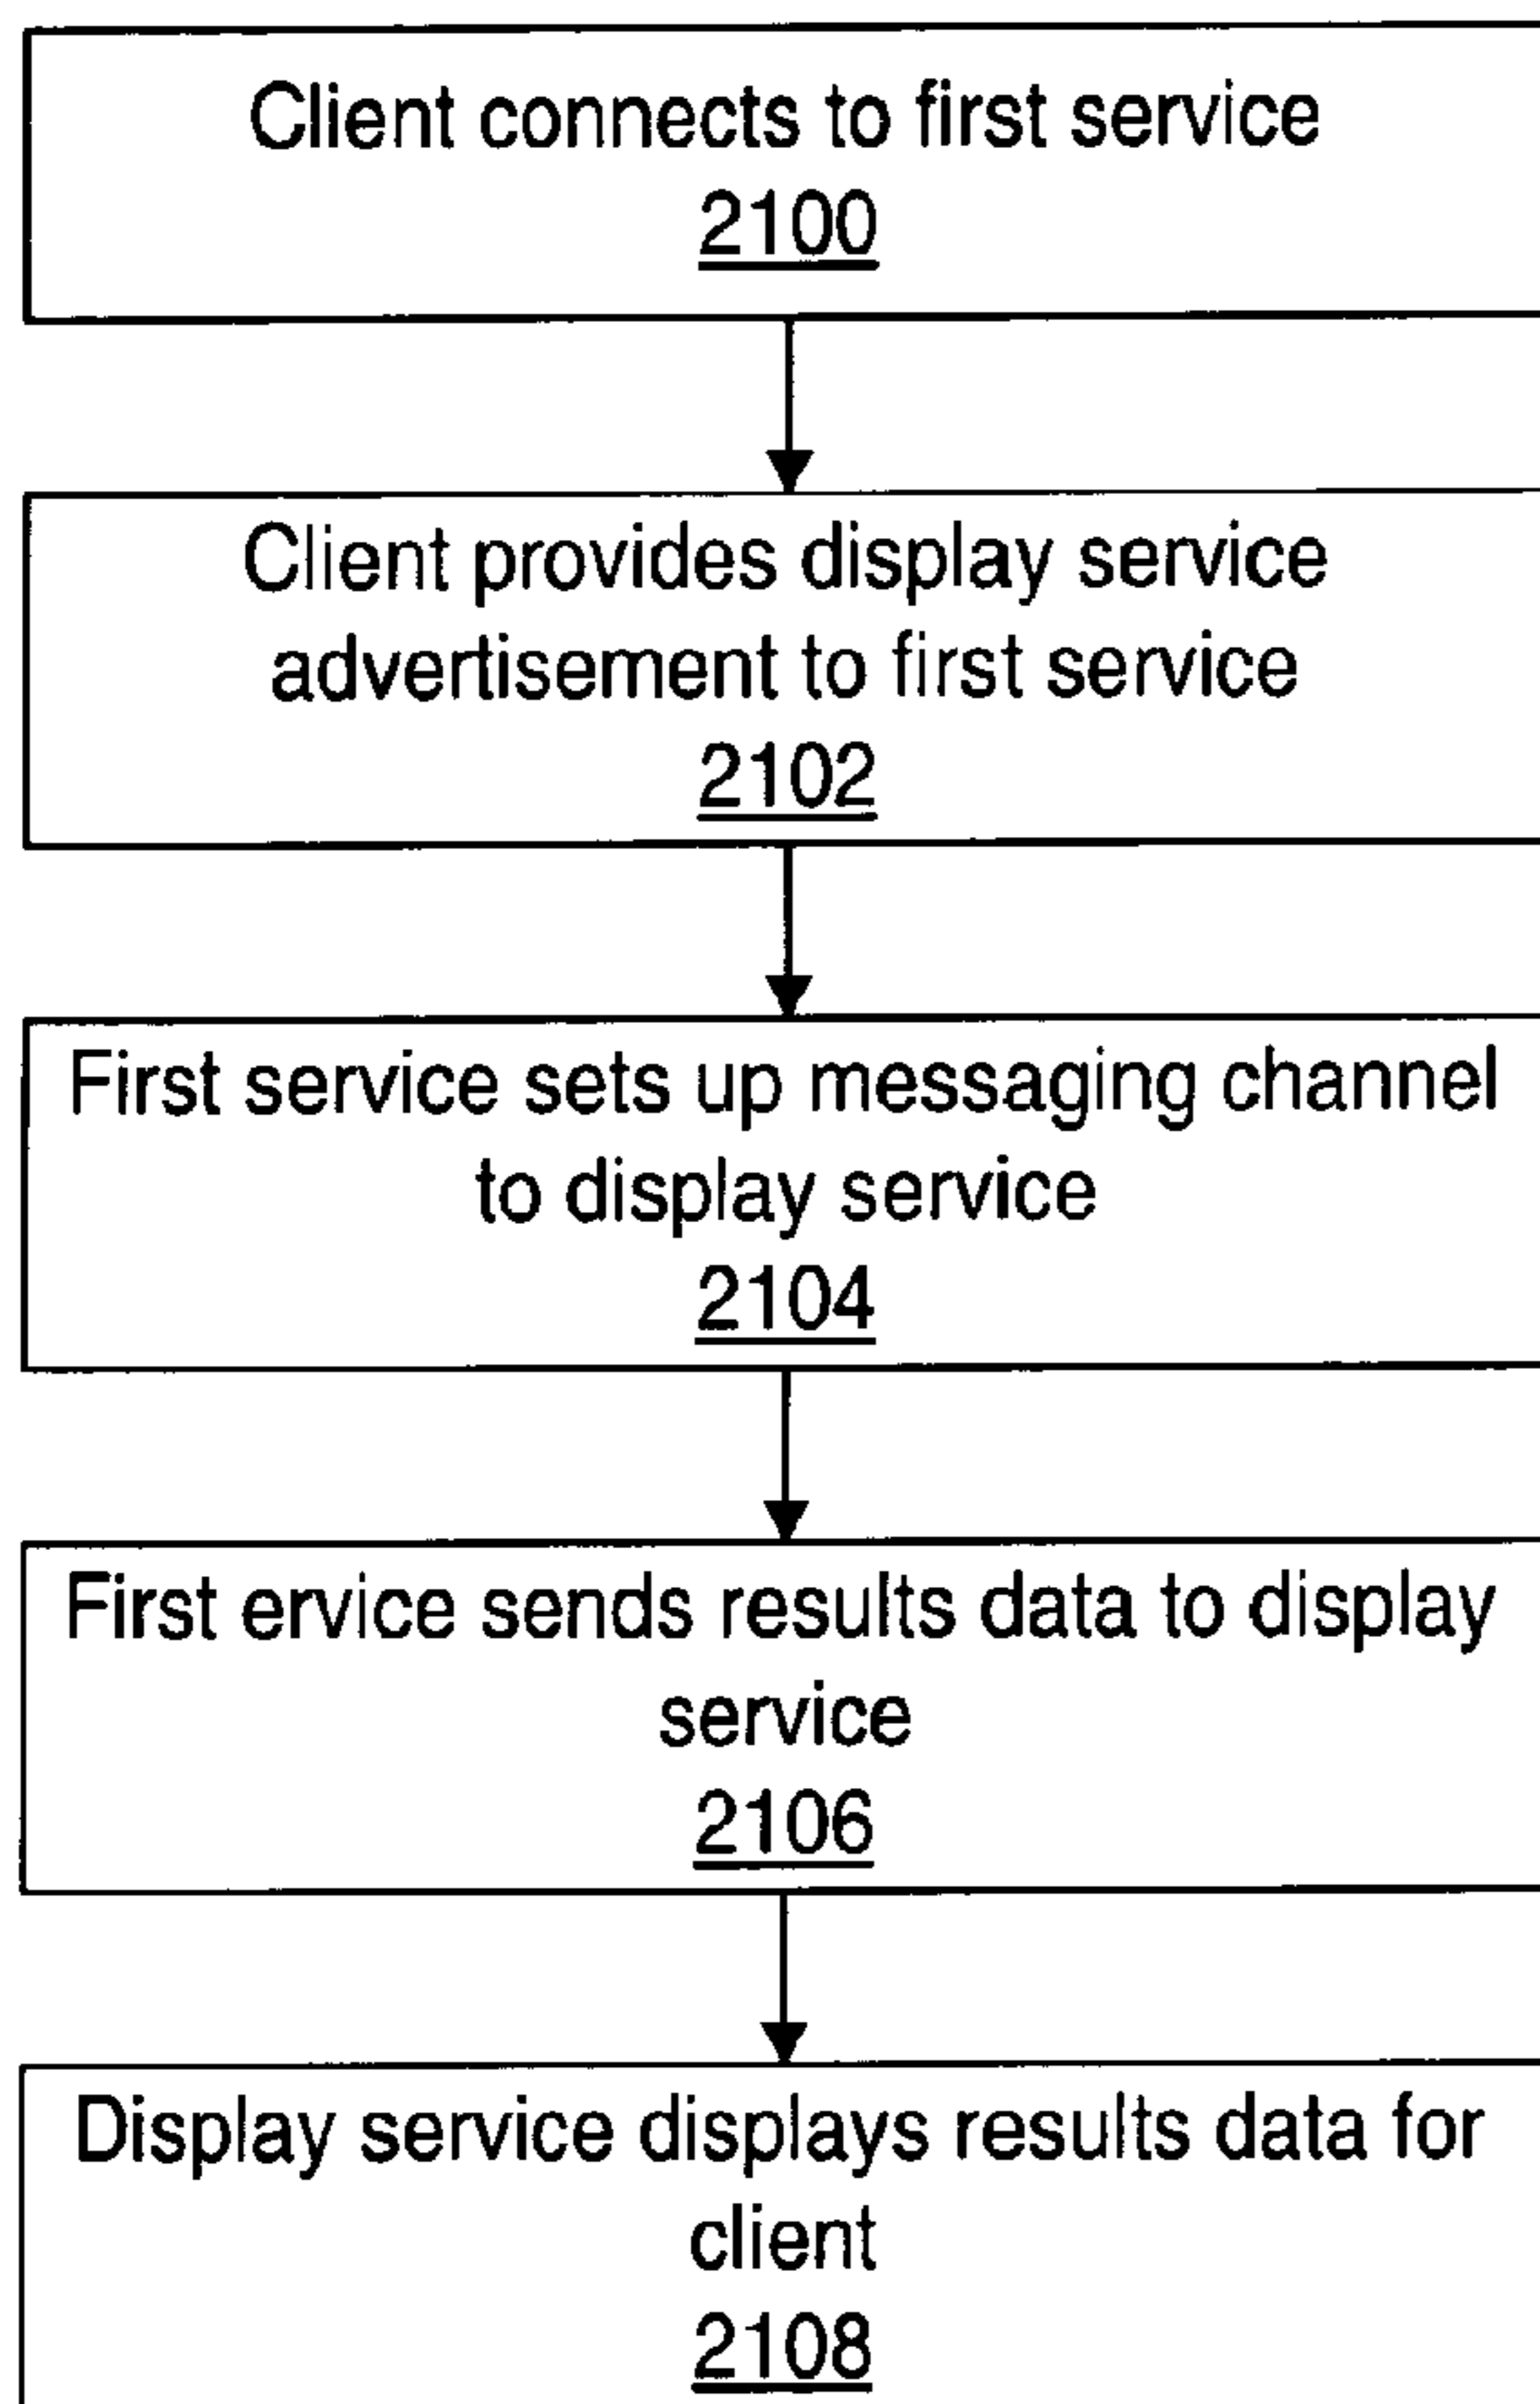 Client connects to first service
2100
Client provides display service
advertisement to first service
2102
First service sets up messaging channel
to display service
2104
First ervice sends results data to display
service
2106
Display service displays results data for
client
2108